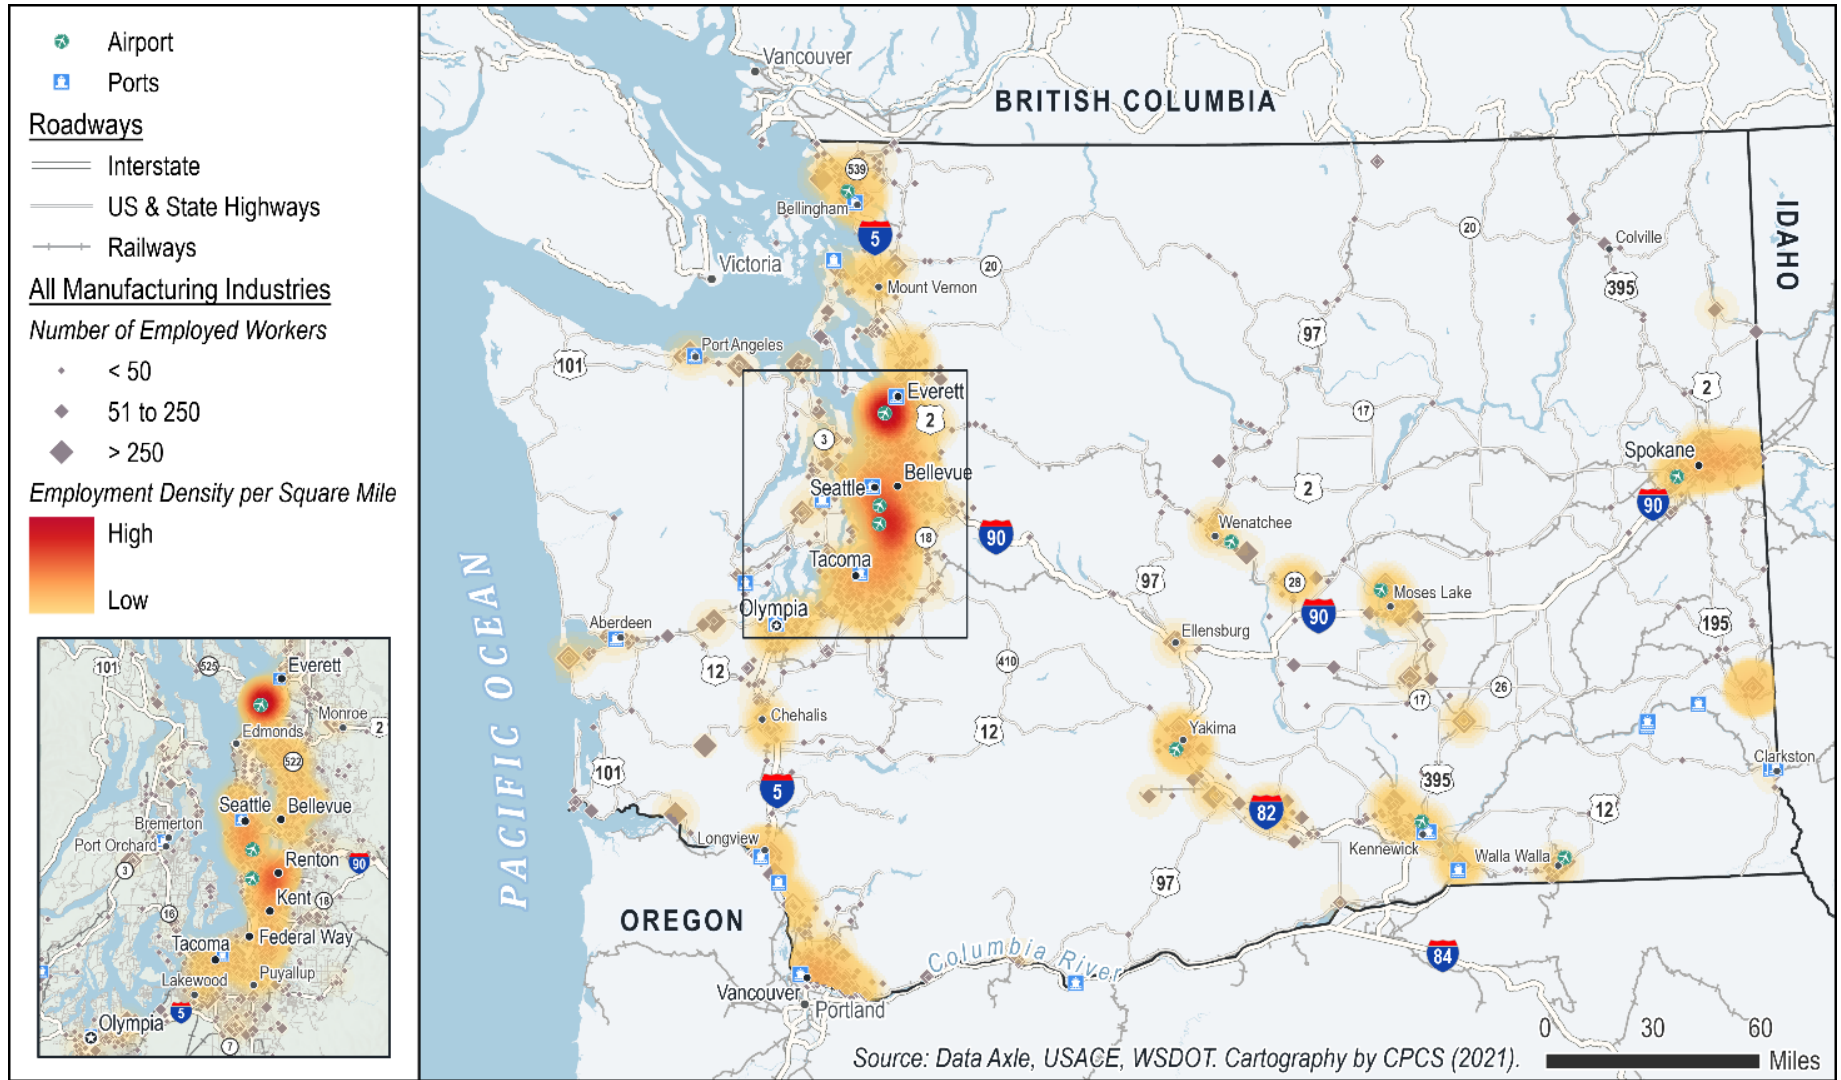 Airport
Ports
Roadways
Interstate
US & State Highways
Railways
All Manufacturing Industries
Number of Employed Workers
< 50
51 to 250
> 250
Employment Density per Square Mile
High
Low
101
525
Everett
Monroe
2
Edmonds
522
Seattle
Bellevue
Bremerton
Port Orchard
Renton
90
3
Kent
18
16
Federal Way
Tacoma
Lakewood
Puyallup
5
Olympia
7
Vancouver
BRITISH COLUMBIA
IDAHO
539
Bellingham
5
20
Colville
Victoria
20
395
Mount Vernon
97
Port Angeles
101
Everett
2
2
17
3
Spokane
Bellevue
Seattle
2
90
Wenatchee
90
18
Tacoma
97
28
Moses Lake
Olympia
90
Aberdeen
Ellensburg
195
PACIFIC OCEAN
12
410
26
17
Chehalis
Yakima
12
Clarkston
101
5
395
82
12
Longview
Kennewick
Walla Walla
97
OREGON
Columbia River
84
Vancouver
Portland
0 30 60
Miles
Source: Data Axle, USACE, WSDOT. Cartography by CPCS (2021).